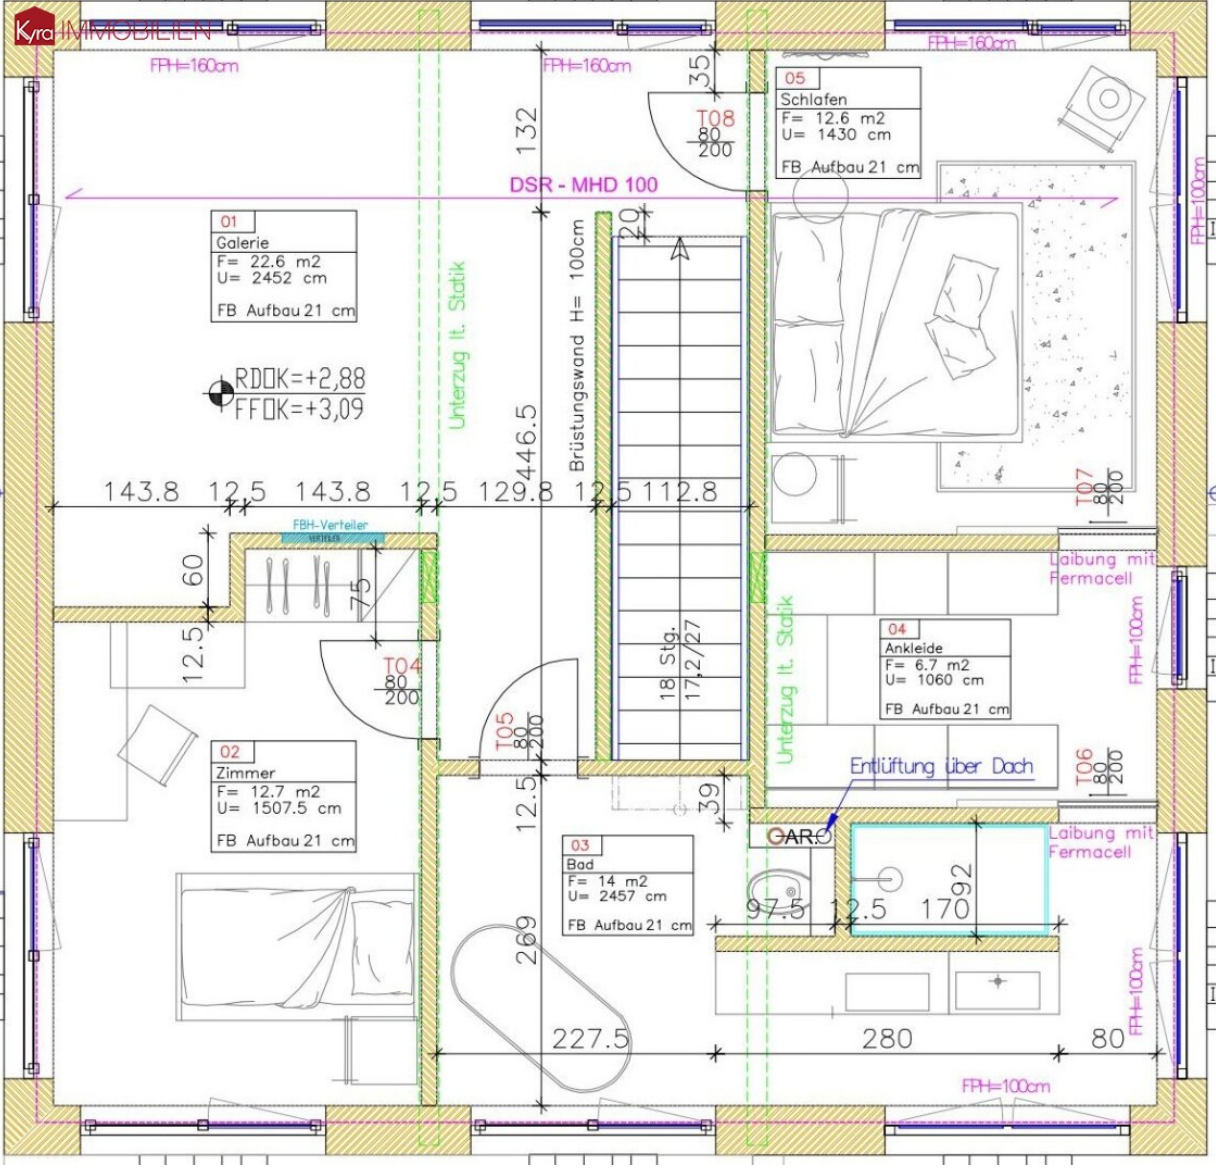 Kyra IMMOBILIEN
FPH=160cm
FPH=160cm
FPH=160cm
35
132
T08
80
200
05
Schlafen
F= 12.6 m2
U= 1430 cm
FB Aufbau 21 cm
DSR - MHD 100
FPH=100cm
20
01
Galerie
F= 22.6 m2
U= 2452 cm
FB Aufbau 21 cm
Unterzug lt. Statik
Brüstungswand H= 100cm
RDOK=+2,88
FFOK=+3,09
446.5
143.8
12.5
143.8
12.5
129.8
12.5
112.8
T07
80
200
FBH-Verteiler
VERTEILER
60
75
12.5
Laibung mit
Fermacell
18 Stg.
17,2/27
Unterzug lt. Statik
04
Ankleide
F= 6.7 m2
U= 1060 cm
FB Aufbau 21 cm
FPH=100cm
T04
80
200
T05
80
200
T06
80
200
02
Zimmer
F= 12.7 m2
U= 1507.5 cm
FB Aufbau 21 cm
Entlüftung über Dach
12.5
39
03
Bad
F= 14 m2
U= 2457 cm
FB Aufbau 21 cm
AR.
Laibung mit
Fermacell
92
97.5
12.5
170
269
FPH=100cm
227.5
280
80
FPH=100cm